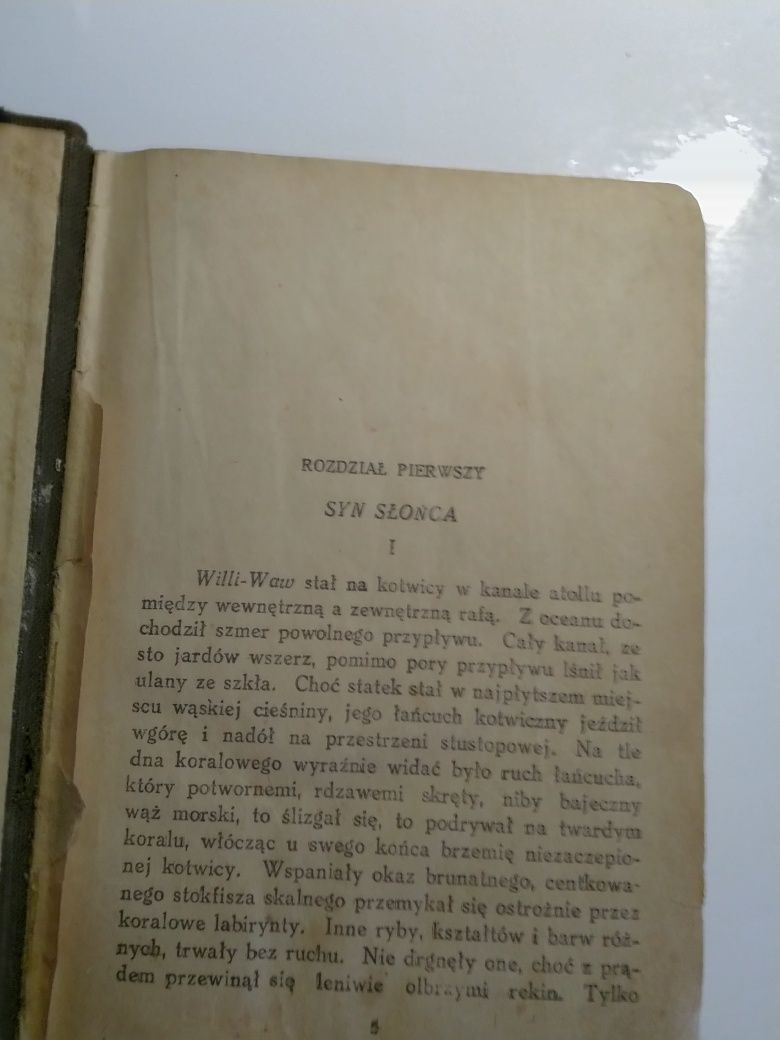 ROZDZIAŁ PIERWSZY
SYN SŁOŃCA
I
Willi-Waw stał na kotwicy w kanale atollu po-
między wewnętrzną a zewnętrzną rafą. Z oceanu do-
chodził szmer powolnego przypływu. Cały kanał, ze
sto jardów wszerz, pomimo pory przypływu lśnił jak
ulany ze szkła. Choć statek stał w najpłytszem miej-
scu wąskiej cieśniny, jego łańcuch kotwiczny jeździł
wgórę i nadół na przestrzeni stustopowej. Na tle
dna koralowego wyraźnie widać było ruch łańcucha,
który potwornemi, rdzawemi skręty, niby bajeczny
wąż morski, to ślizgał się, to podrywał na twardym
koralu, włócząc u swego końca brzemię niezaczepio-
nej kotwicy. Wspaniały okaz brunatnego, centkowa-
nego stokfisza skalnego przemykał się ostrożnie przez
koralowe labirynty. Inne ryby, kształtów i barw róż-
nych, trwały bez ruchu. Nie drgnęły one, choć z prą-
dem przewinął się leniwie olbrzymi rekin. Tylko
5